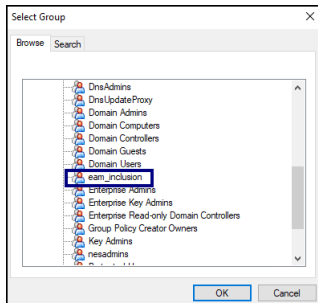 Select Group
Browse Search
DnsAdmins
DnsUpdateProxy
Domain Admins
Domain Computers
Domain Controllers
Domain Guests
Domain Users
eam_inclusion
Enterprise Admins
Enterprise Key Admins
Enterprise Read-only Domain Controllers
Group Policy Creator Owners
Key Admins
nesadmins
OK Cancel